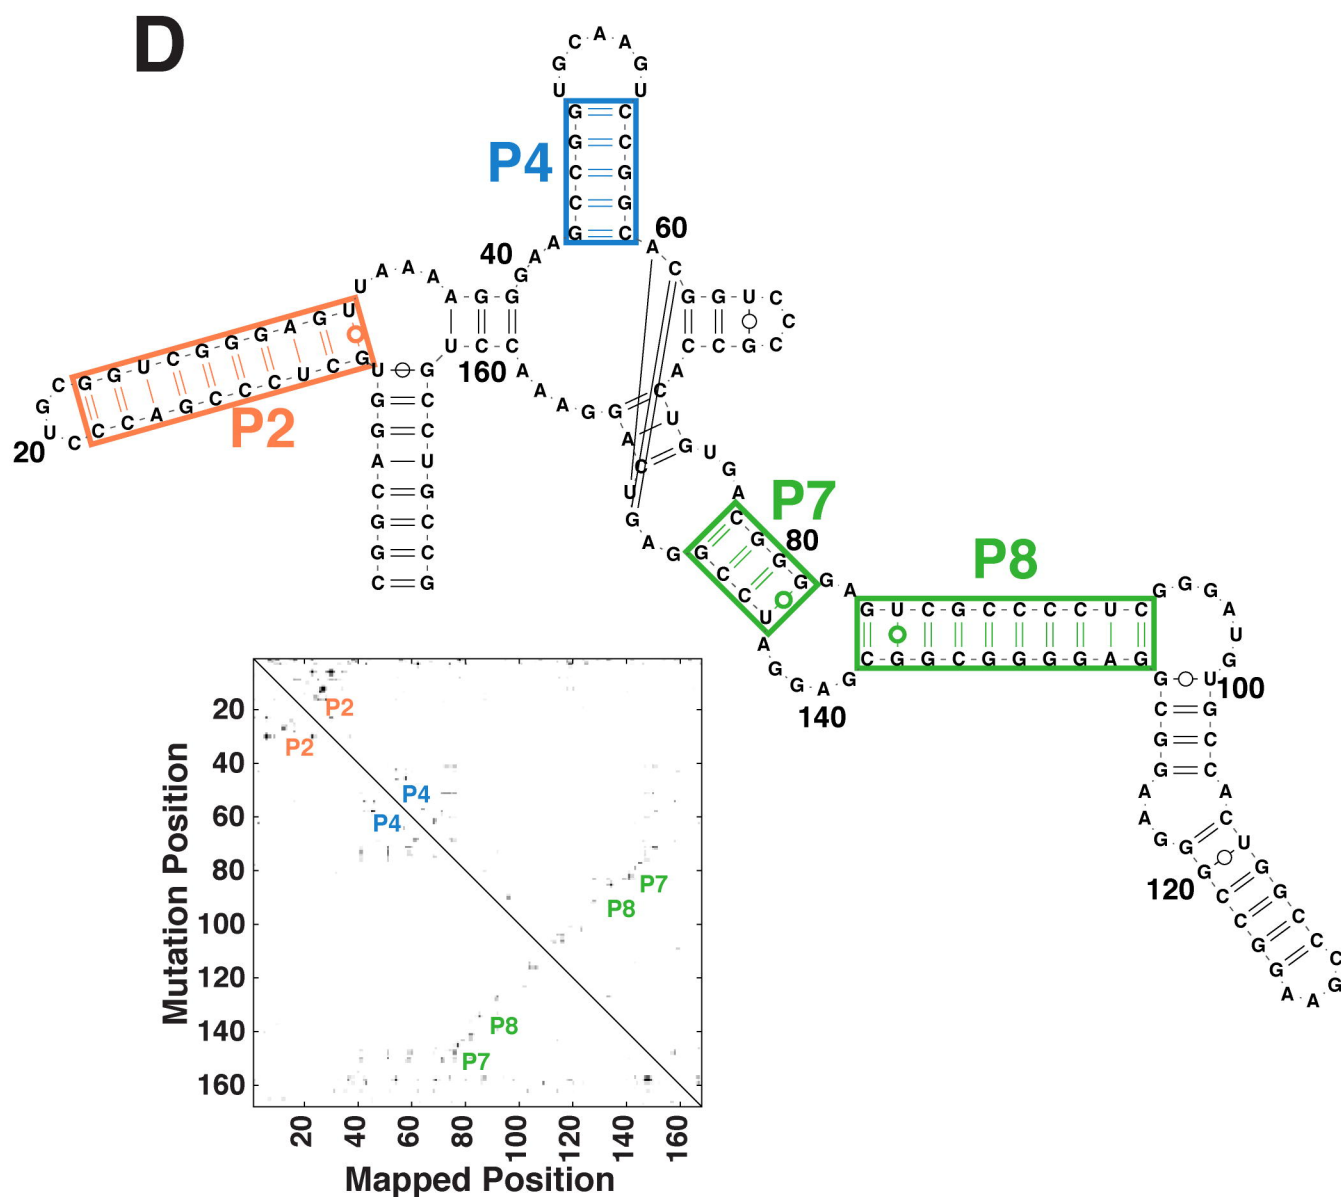 D
C A A
G G
U U
G C
G C
P4 C G
C G
G C 60
40 A A A
G C
U A A A A G G G G U C C
G G U C G G G A G U
C G G C C A C C G C
G U C C A G C C C U C G U G U C C 160
20 P2
A A A G G A C U G U G A
C U G A G
P7
C G G G 80
G C C U
G A
P8
G U C G C C C C U C G G G A U G
C G G C G G G G A G
A G G A G
140
U G
G C
G C
A U
C G
G C
G C
C G
G U 100
C G
G C
G C
A A
A C
G G U
G G
120 C G
C C
G C
G C
A A G
P2
P2
P4
P4
P7
P8
P8
P7
Mutation Position
20
40
60
80
100
120
140
160
20 40 60 80 100 120 140 160
Mapped Position